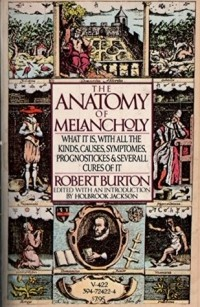 THE
ANATOMY
OF
MELANCHOLY
WHAT IT IS, WITH ALL THE
KINDS, CAUSES, SYMPTOMES,
PROGNOSTICKES & SEVERALL
CURES OF IT
ROBERT BURTON
EDITED WITH AN INTRODUCTION
BY HOLBROOK JACKSON
V-422
394-72422-4